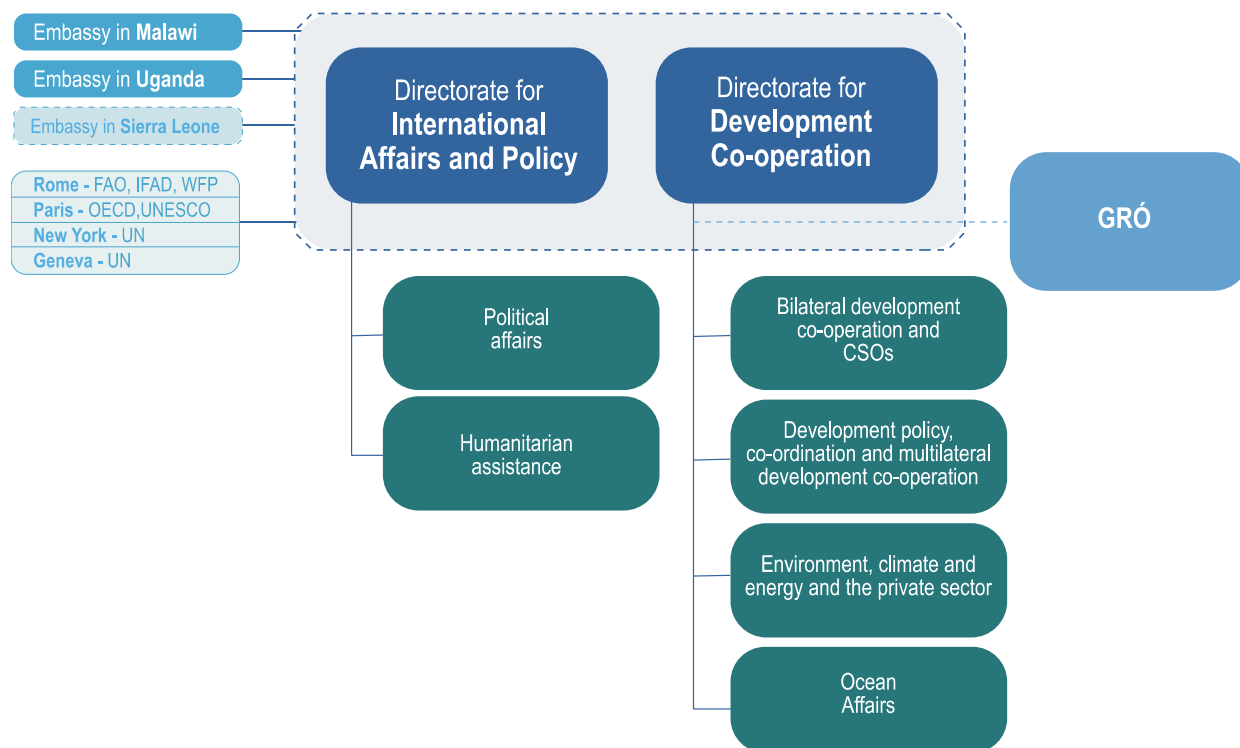 Embassy in Malawi
Embassy in Uganda
Embassy in Sierra Leone
Rome - FAO, IFAD, WFP
Paris - OECD,UNESCO
New York - UN
Geneva - UN
Directorate for
International
Affairs and Policy
Directorate for
Development
Co-operation
GRÓ
Political
affairs
Humanitarian
assistance
Bilateral development
co-operation and
CSOs
Development policy,
co-ordination and multilateral
development co-operation
Environment, climate and
energy and the private sector
Ocean
Affairs